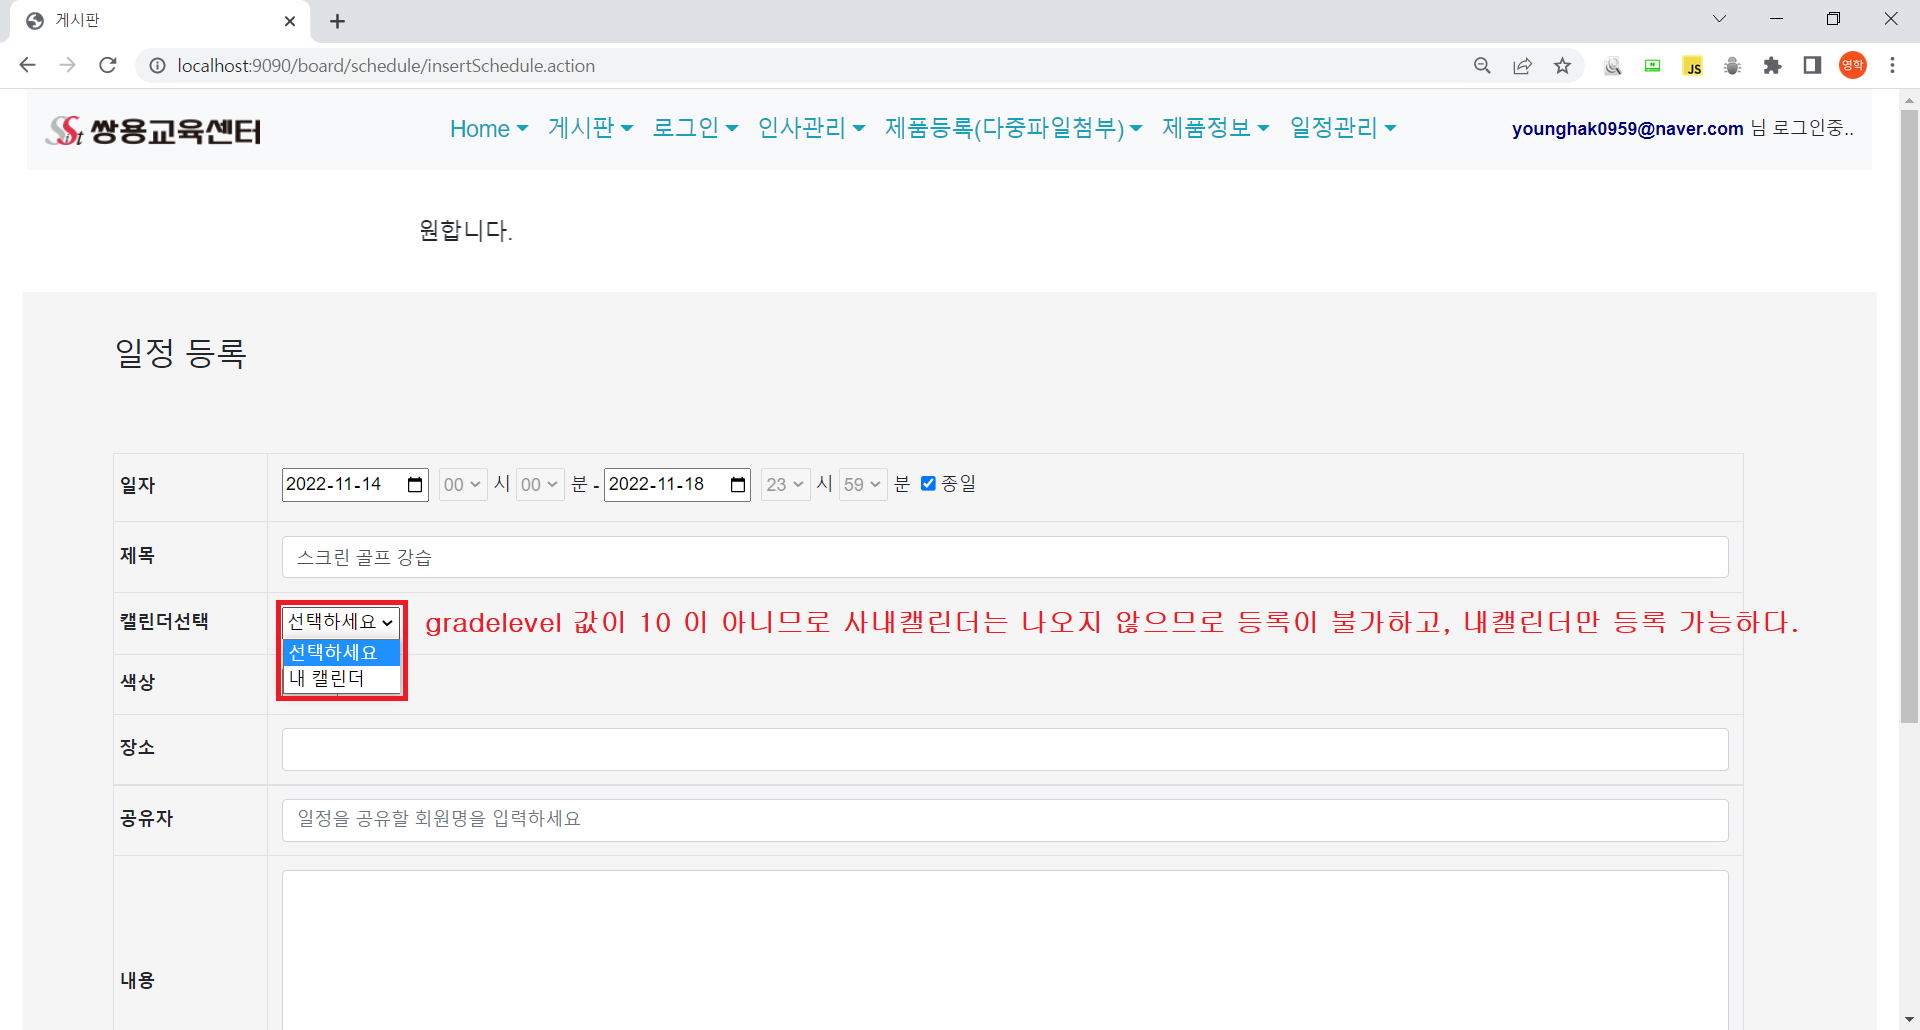 게시판
localhost:9090/board/schedule/insertSchedule.action
JS
영학
SSist 쌍용교육센터
Home 게시판 로그인 인사관리 제품등록(다중파일첨부) 제품정보 일정관리
younghak0959@naver.com 님 로그인중..
원합니다.
일정 등록
일자 2022-11-14 00 시 00 분 - 2022-11-18 23 시 59 분 종일
제목 스크린 골프 강습
캘린더선택 선택하세요 gradelevel 값이 10 이 아니므로 사내캘린더는 나오지 않으므로 등록이 불가하고, 내캘린더만 등록 가능하다.
선택하세요
내 캘린더
색상
장소
공유자 일정을 공유할 회원명을 입력하세요
내용